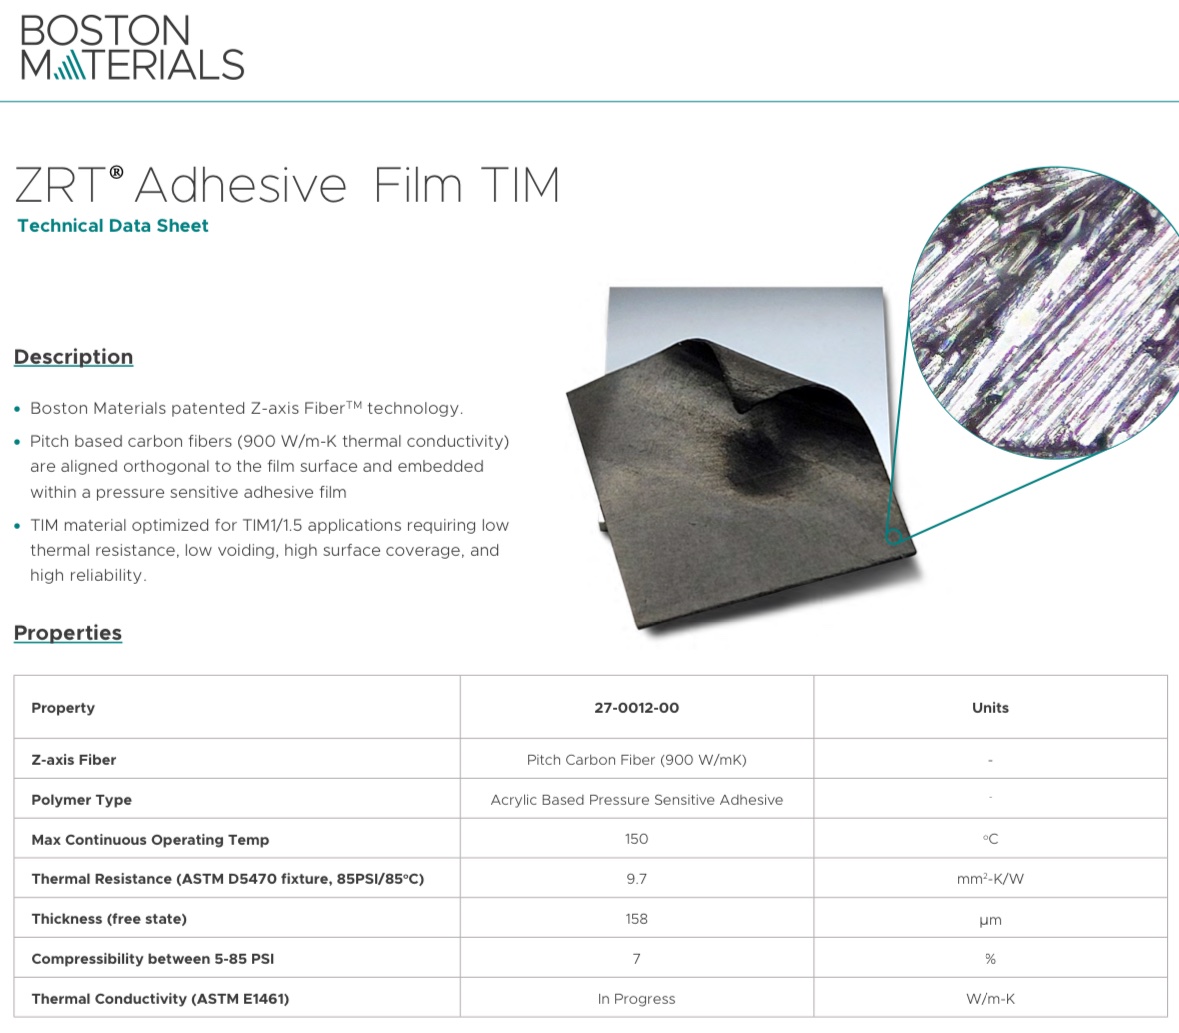 BOSTON
MATERIALS
ZRT® Adhesive Film TIM
Technical Data Sheet
Description
• Boston Materials patented Z-axis Fiber™ technology.
• Pitch based carbon fibers (900 W/m-K thermal conductivity)
are aligned orthogonal to the film surface and embedded
within a pressure sensitive adhesive film
• TIM material optimized for TIM1/1.5 applications requiring low
thermal resistance, low voiding, high surface coverage, and
high reliability.
Properties
Property 27-0012-00 Units
Z-axis Fiber Pitch Carbon Fiber (900 W/mK) -
Polymer Type Acrylic Based Pressure Sensitive Adhesive -
Max Continuous Operating Temp 150 °C
Thermal Resistance (ASTM D5470 fixture, 85PSI/85°C) 9.7 mm²-K/W
Thickness (free state) 158 µm
Compressibility between 5-85 PSI 7 %
Thermal Conductivity (ASTM E1461) In Progress W/m-K